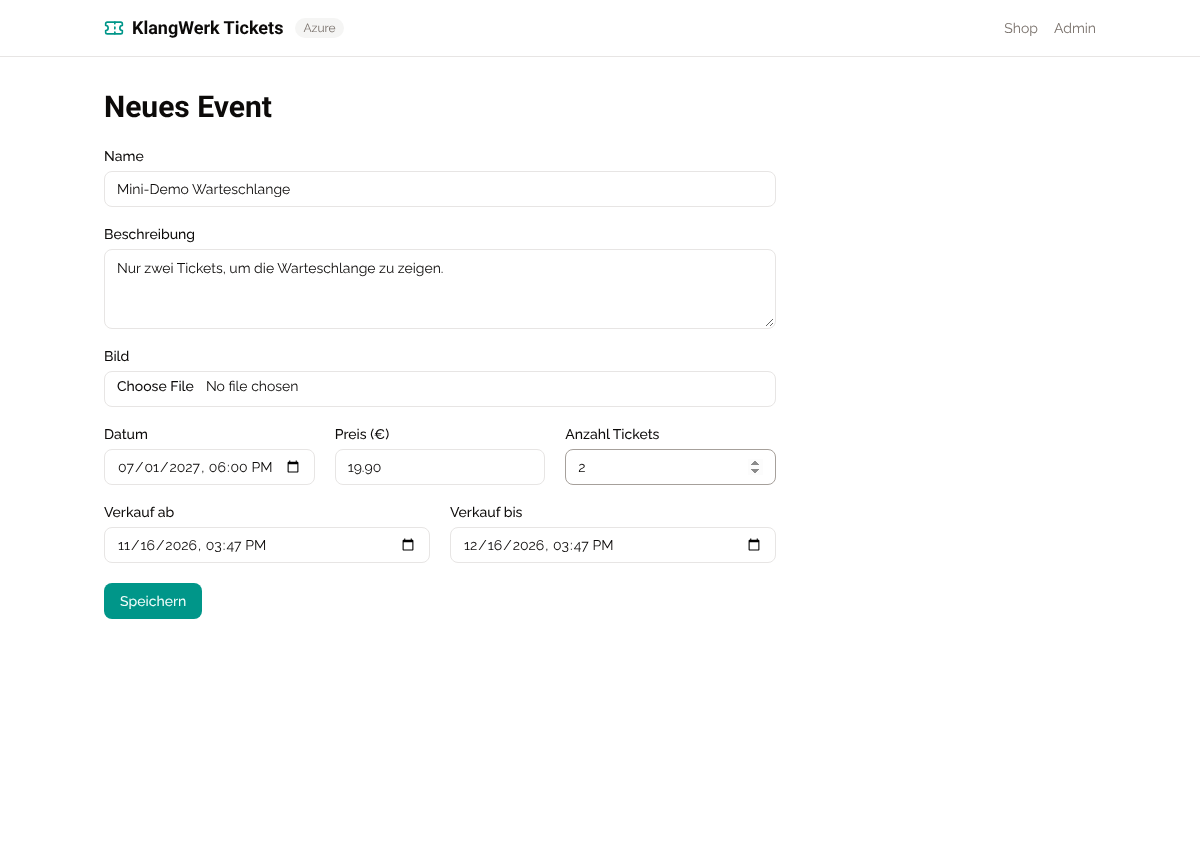 KlangWerk Tickets Azure Shop Admin
Neues Event
Name
Mini-Demo Warteschlange
Beschreibung
Nur zwei Tickets, um die Warteschlange zu zeigen.
Bild
Choose File No file chosen
Datum Preis (€) Anzahl Tickets
07/01/2027, 06:00 PM 19.90 2
Verkauf ab Verkauf bis
11/16/2026, 03:47 PM 12/16/2026, 03:47 PM
Speichern